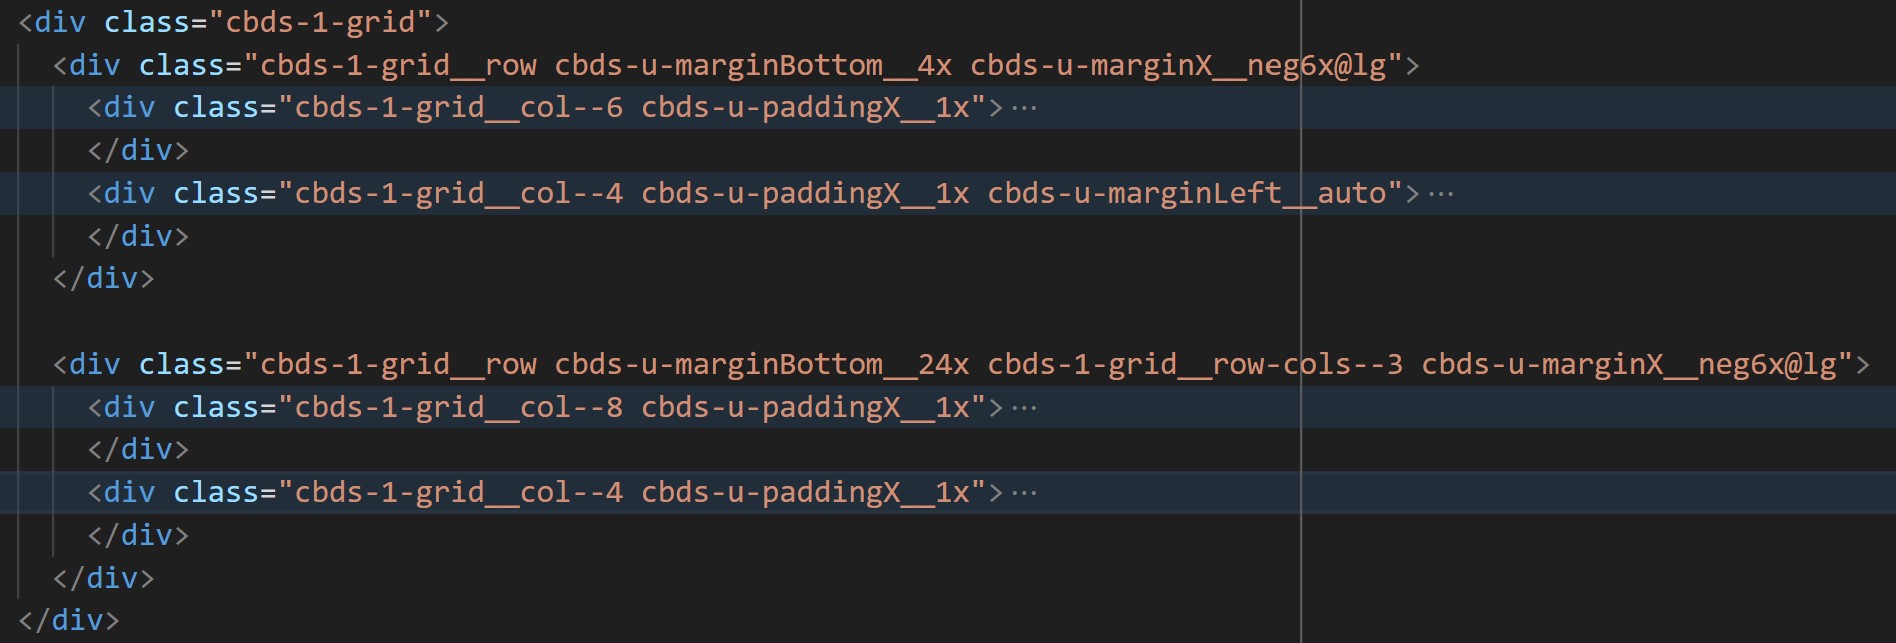 <div class="cbds-1-grid">
<div class="cbds-1-grid__row cbds-u-marginBottom__4x cbds-u-marginX__neg6x@lg">
<div class="cbds-1-grid__col--6 cbds-u-paddingX__1x">···
</div>
<div class="cbds-1-grid__col--4 cbds-u-paddingX__1x cbds-u-marginLeft__auto">···
</div>
</div>
<div class="cbds-1-grid__row cbds-u-marginBottom__24x cbds-1-grid__row-cols--3 cbds-u-marginX__neg6x@lg">
<div class="cbds-1-grid__col--8 cbds-u-paddingX__1x">···
</div>
<div class="cbds-1-grid__col--4 cbds-u-paddingX__1x">···
</div>
</div>
</div>